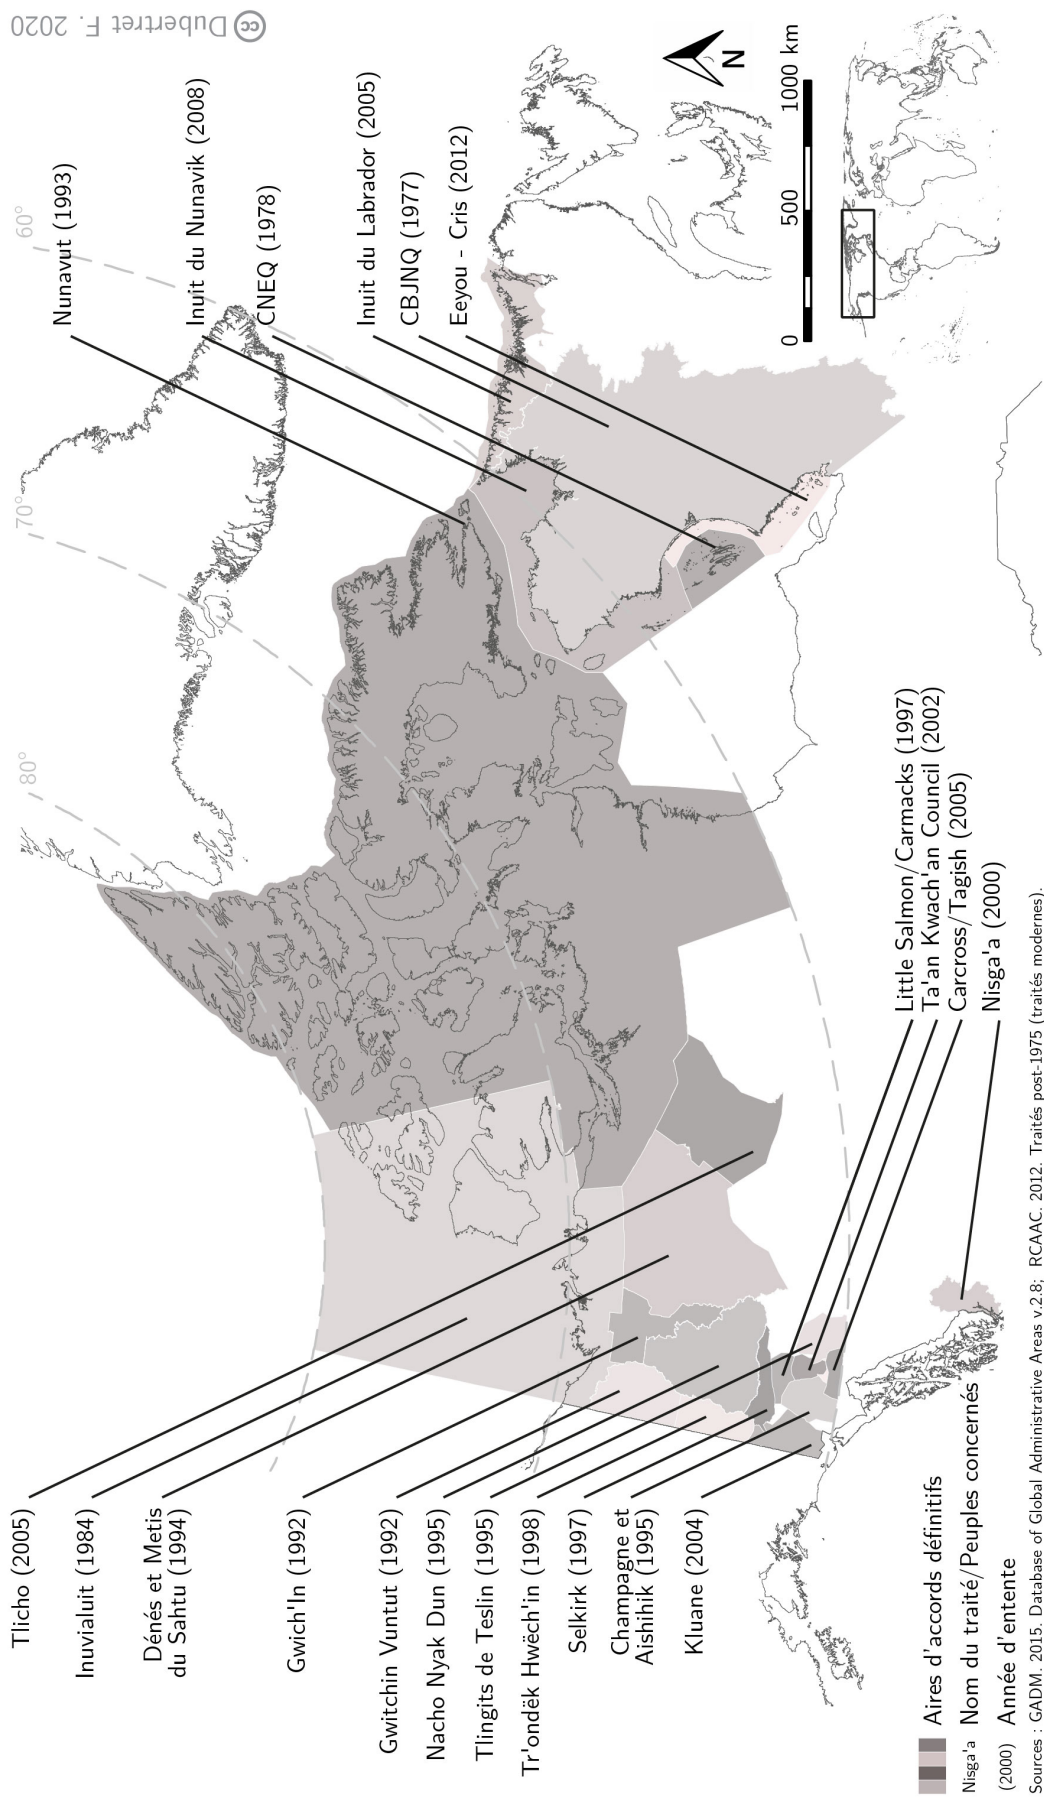 Tlicho (2005)
Inuvialuit (1984)
Dénés et Metis
du Sahtu (1994)
Gwich'In (1992)
Gwitchin Vuntut (1992)
Nacho Nyak Dun (1995)
Tlingits de Teslin (1995)
Tr'ondëk Hwëch'in (1998)
Selkirk (1997)
Champagne et
Aishihik (1995)
Kluane (2004)
80°
70°
60°
Nunavut (1993)
Inuit du Nunavik (2008)
CNEQ (1978)
Inuit du Labrador (2005)
CBJNQ (1977)
Eeyou - Cris (2012)
Little Salmon/Carmacks (1997)
Ta'an Kwach'an Council (2002)
Carcross/Tagish (2005)
Nisga'a (2000)
cc Dubertret F. 2020
N
0 500 1000 km
Aires d'accords définitifs
Nisga'a Nom du traité/Peuples concernés
(2000) Année d'entente
Sources : GADM. 2015. Database of Global Administrative Areas v.2.8; RCAAC. 2012. Traités post-1975 (traités modernes).